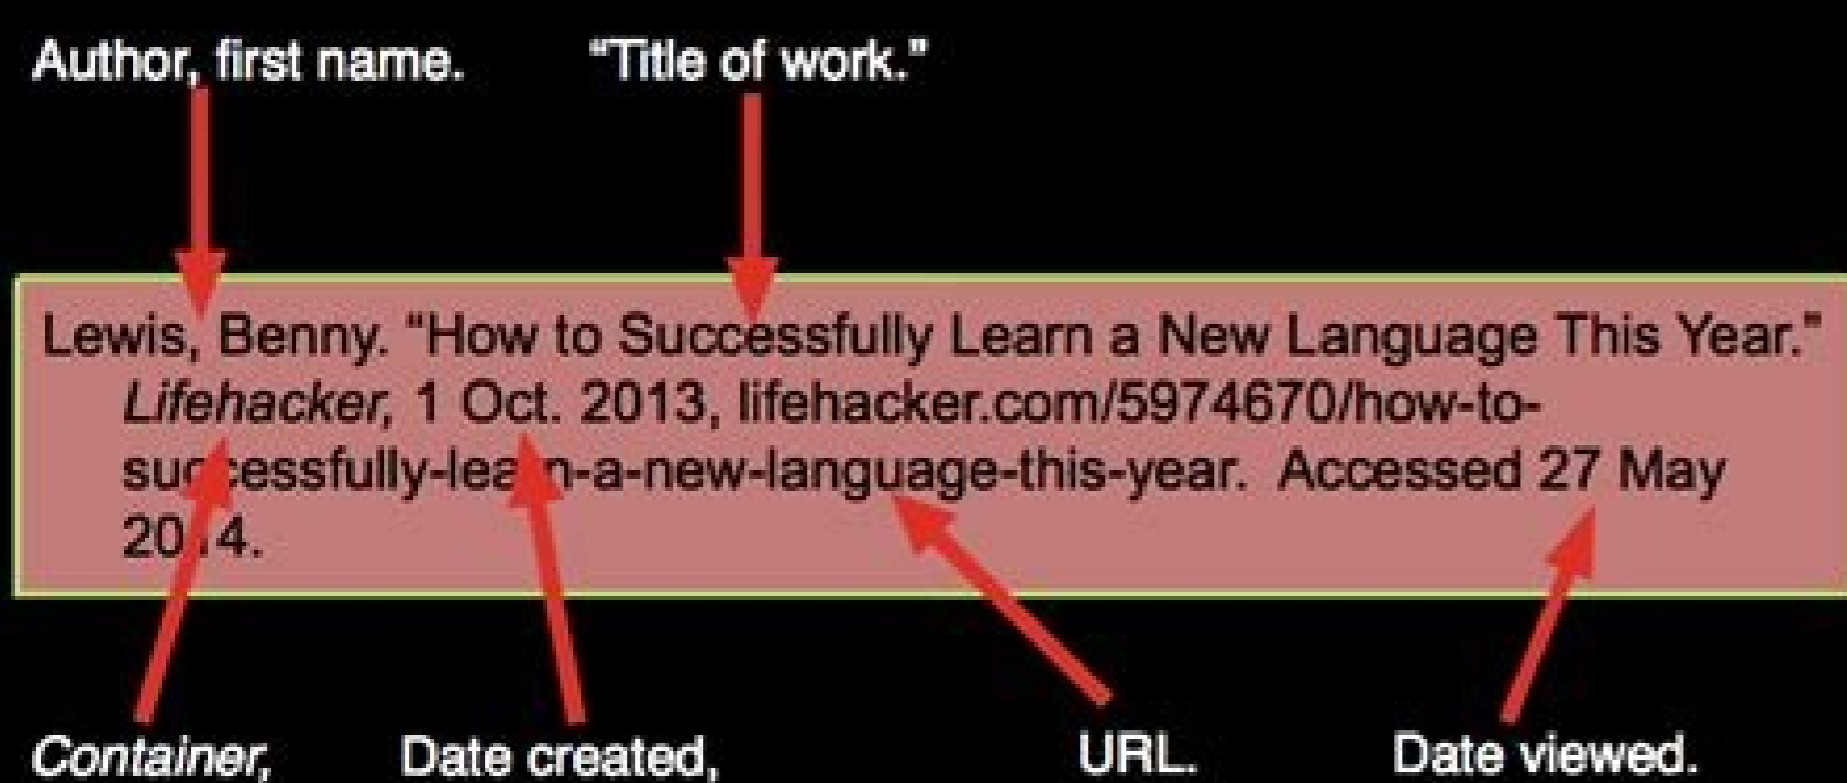 Author, first name. “Title of work.”
Lewis, Benny. “How to Successfully Learn a New Language This Year.”
Lifehacker, 1 Oct. 2013, lifehacker.com/5974670/how-to-
successfully-learn-a-new-language-this-year. Accessed 27 May
2014.
Container, Date created, URL. Date viewed.